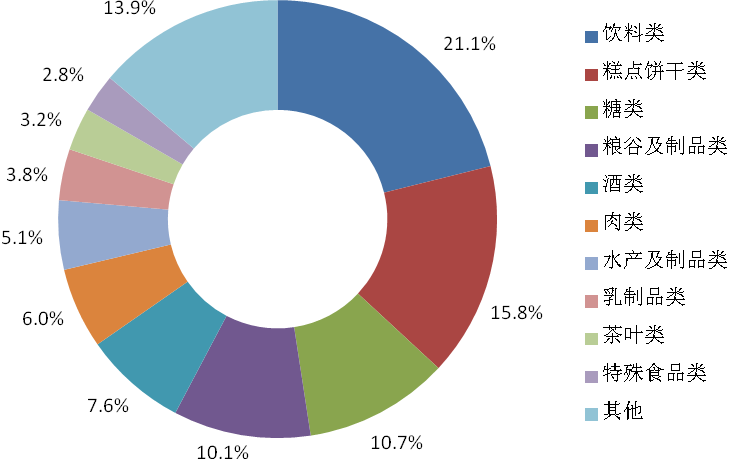 13.9%
21.1%
2.8%
3.2%
3.8%
5.1%
6.0%
7.6%
10.1%
10.7%
15.8%
饮料类
糕点饼干类
糖类
粮谷及制品类
酒类
肉类
水产及制品类
乳制品类
茶叶类
特殊食品类
其他